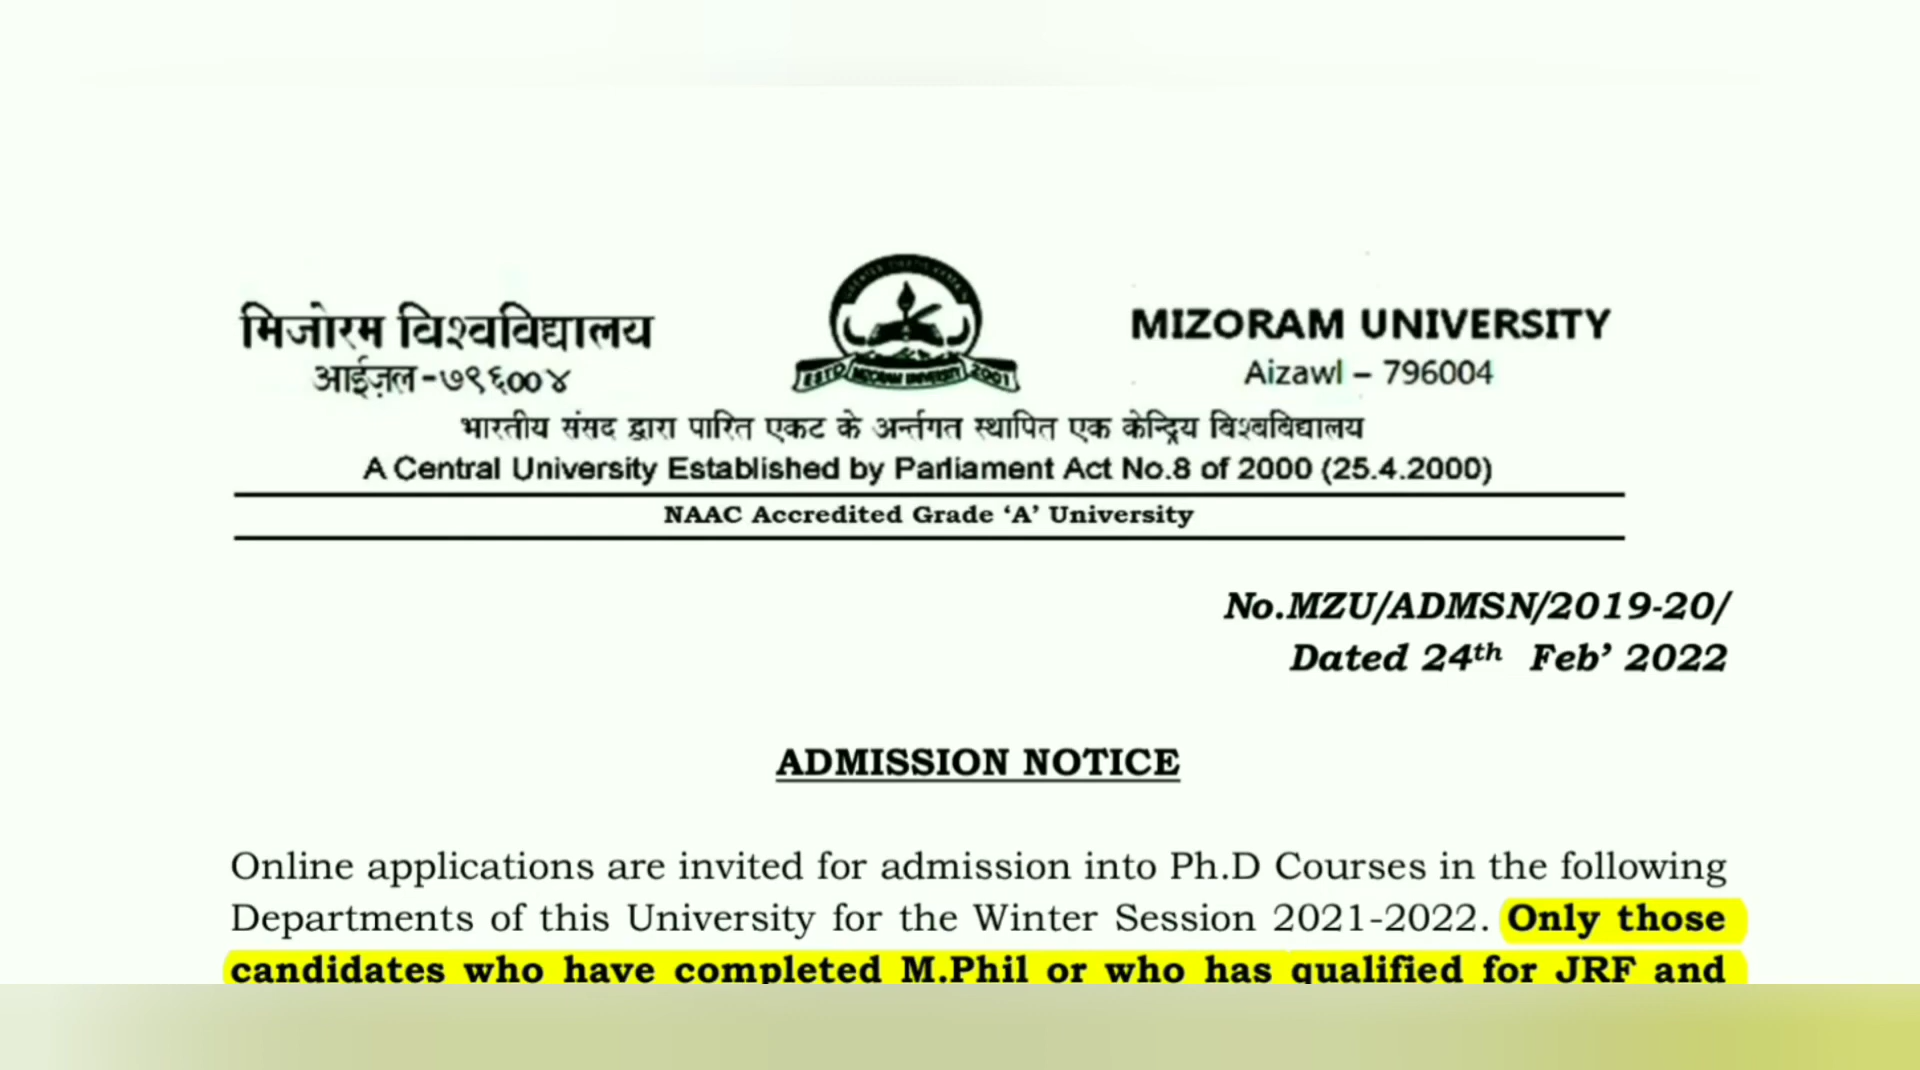 मिजोरम विश्वविद्यालय
आईज़ल-७९६००४
ESTD MIZORAM UNIVERSITY 2001
MIZORAM UNIVERSITY
Aizawl – 796004
भारतीय संसद द्वारा पारित एकट के अर्न्तगत स्थापित एक केन्द्रिय विश्वविद्यालय
A Central University Established by Parliament Act No.8 of 2000 (25.4.2000)
NAAC Accredited Grade ‘A’ University
No.MZU/ADMSN/2019-20/
Dated 24th Feb’ 2022
ADMISSION NOTICE
Online applications are invited for admission into Ph.D Courses in the following
Departments of this University for the Winter Session 2021-2022. Only those
candidates who have completed M.Phil or who has qualified for JRF and